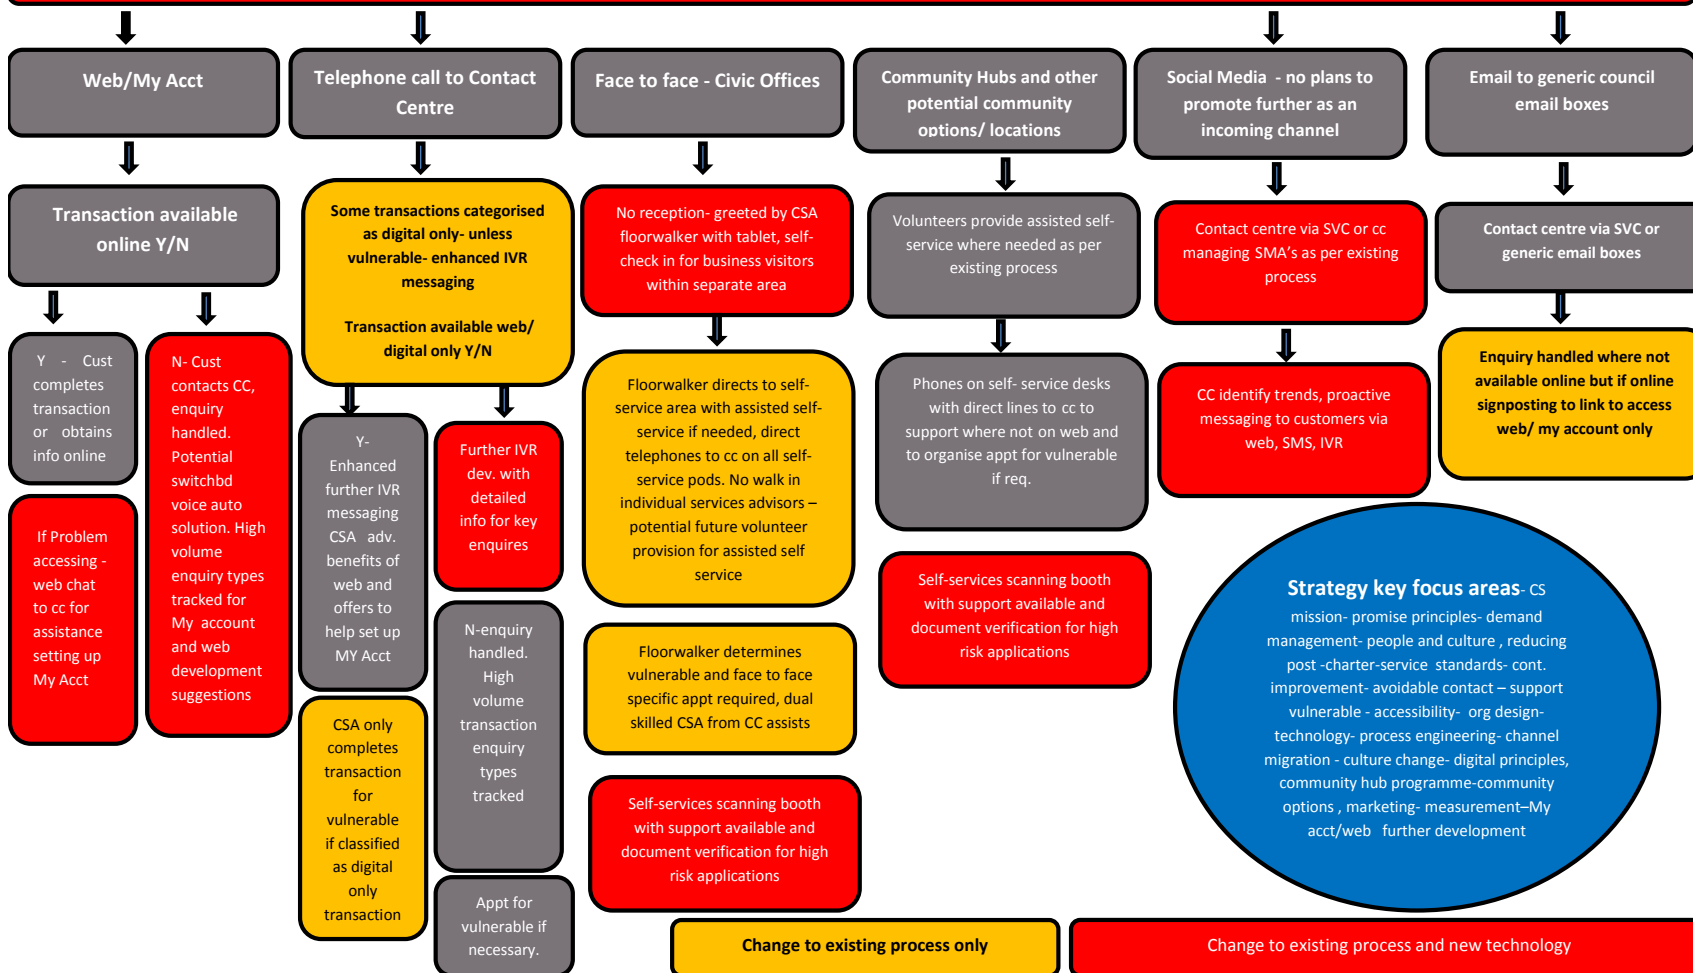 Web/My Acct
Telephone call to Contact
Centre
Face to face - Civic Offices
Community Hubs and other
potential community
options/ locations
Social Media - no plans to
promote further as an
incoming channel
Email to generic council
email boxes
Transaction available
online Y/N
Y - Cust
completes
transaction
or obtains
info online
If Problem
accessing -
web chat
to cc for
assistance
setting up
My Acct
N- Cust
contacts CC,
enquiry
handled.
Potential
switchbd
voice auto
solution. High
volume
enquiry types
tracked for
My account
and web
development
suggestions
Some transactions categorised
as digital only- unless
vulnerable- enhanced IVR
messaging
Transaction available web/
digital only Y/N
Y-
Enhanced
further IVR
messaging
CSA adv.
benefits of
web and
offers to
help set up
MY Acct
CSA only
completes
transaction
for
vulnerable
if classified
as digital
only
transaction
Further IVR
dev. with
detailed
info for key
enquires
N-enquiry
handled.
High
volume
transaction
enquiry
types
tracked
Appt for
vulnerable if
necessary.
No reception- greeted by CSA
floorwalker with tablet, self-
check in for business visitors
within separate area
Floorwalker directs to self-
service area with assisted self-
service if needed, direct
telephones to cc on all self-
service pods. No walk in
individual services advisors –
potential future volunteer
provision for assisted self
service
Floorwalker determines
vulnerable and face to face
specific appt required, dual
skilled CSA from CC assists
Self-services scanning booth
with support available and
document verification for high
risk applications
Volunteers provide assisted self-
service where needed as per
existing process
Phones on self- service desks
with direct lines to cc to
support where not on web and
to organise appt for vulnerable
if req.
Self-services scanning booth
with support available and
document verification for high
risk applications
Contact centre via SVC or cc
managing SMA's as per existing
process
CC identify trends, proactive
messaging to customers via
web, SMS, IVR
Contact centre via SVC or
generic email boxes
Enquiry handled where not
available online but if online
signposting to link to access
web/ my account only
Strategy key focus areas- CS
mission- promise principles- demand
management- people and culture , reducing
post -charter-service standards- cont.
improvement- avoidable contact – support
vulnerable - accessibility- org design-
technology- process engineering- channel
migration - culture change- digital principles,
community hub programme-community
options , marketing- measurement–My
acct/web further development
Change to existing process only
Change to existing process and new technology